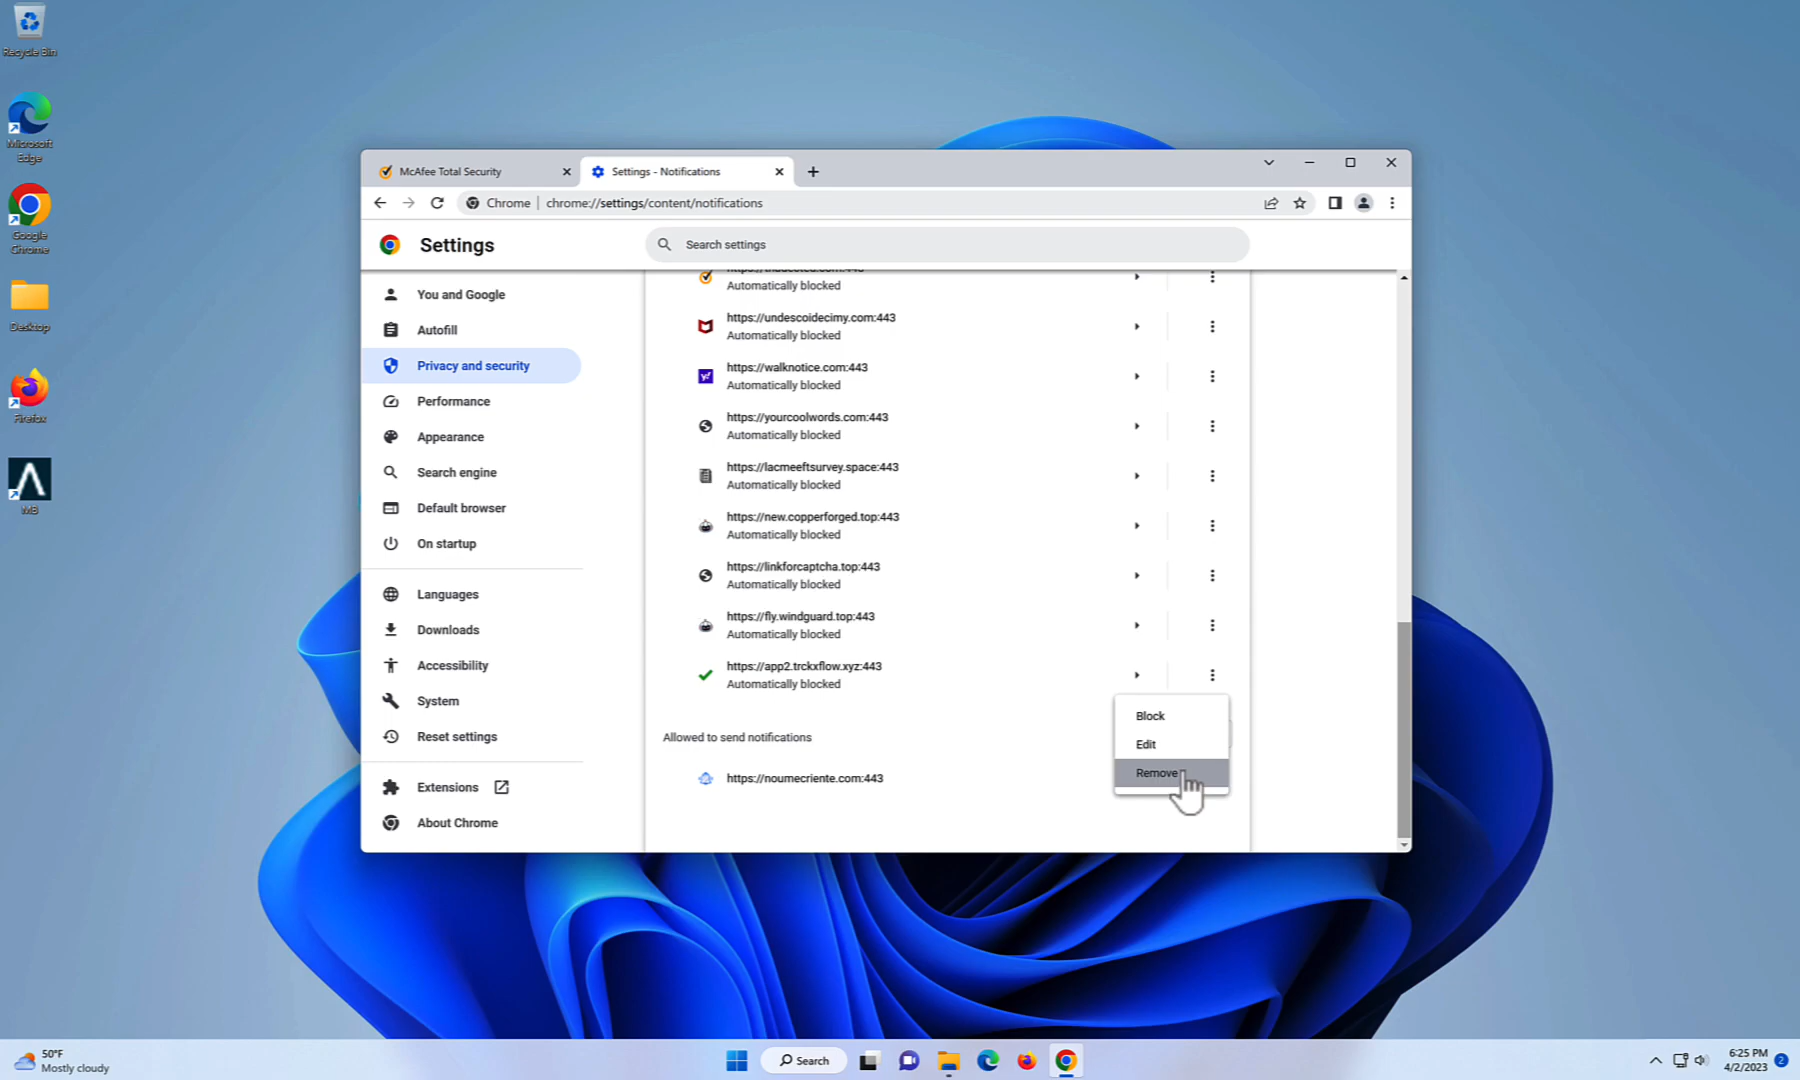 Recycle Bin
Microsoft
Edge
Google
Chrome
Desktop
Firefox
MB
McAfee Total Security
Settings - Notifications
Chrome
chrome://settings/content/notifications
Settings
Search settings
You and Google
Autofill
Privacy and security
Performance
Appearance
Search engine
Default browser
On startup
Languages
Downloads
Accessibility
System
Reset settings
Extensions
About Chrome
Automatically blocked
https://undescoidecimy.com:443
Automatically blocked
https://walknotice.com:443
Automatically blocked
https://yourcoolwords.com:443
Automatically blocked
https://lacmeeftsurvey.space:443
Automatically blocked
https://new.copperforged.top:443
Automatically blocked
https://linkforcaptcha.top:443
Automatically blocked
https://fly.windguard.top:443
Automatically blocked
https://app2.trckxflow.xyz:443
Automatically blocked
Block
Edit
Remove
Allowed to send notifications
https://noumecriente.com:443
50°F
Mostly cloudy
Search
6:25 PM
4/2/2023
2